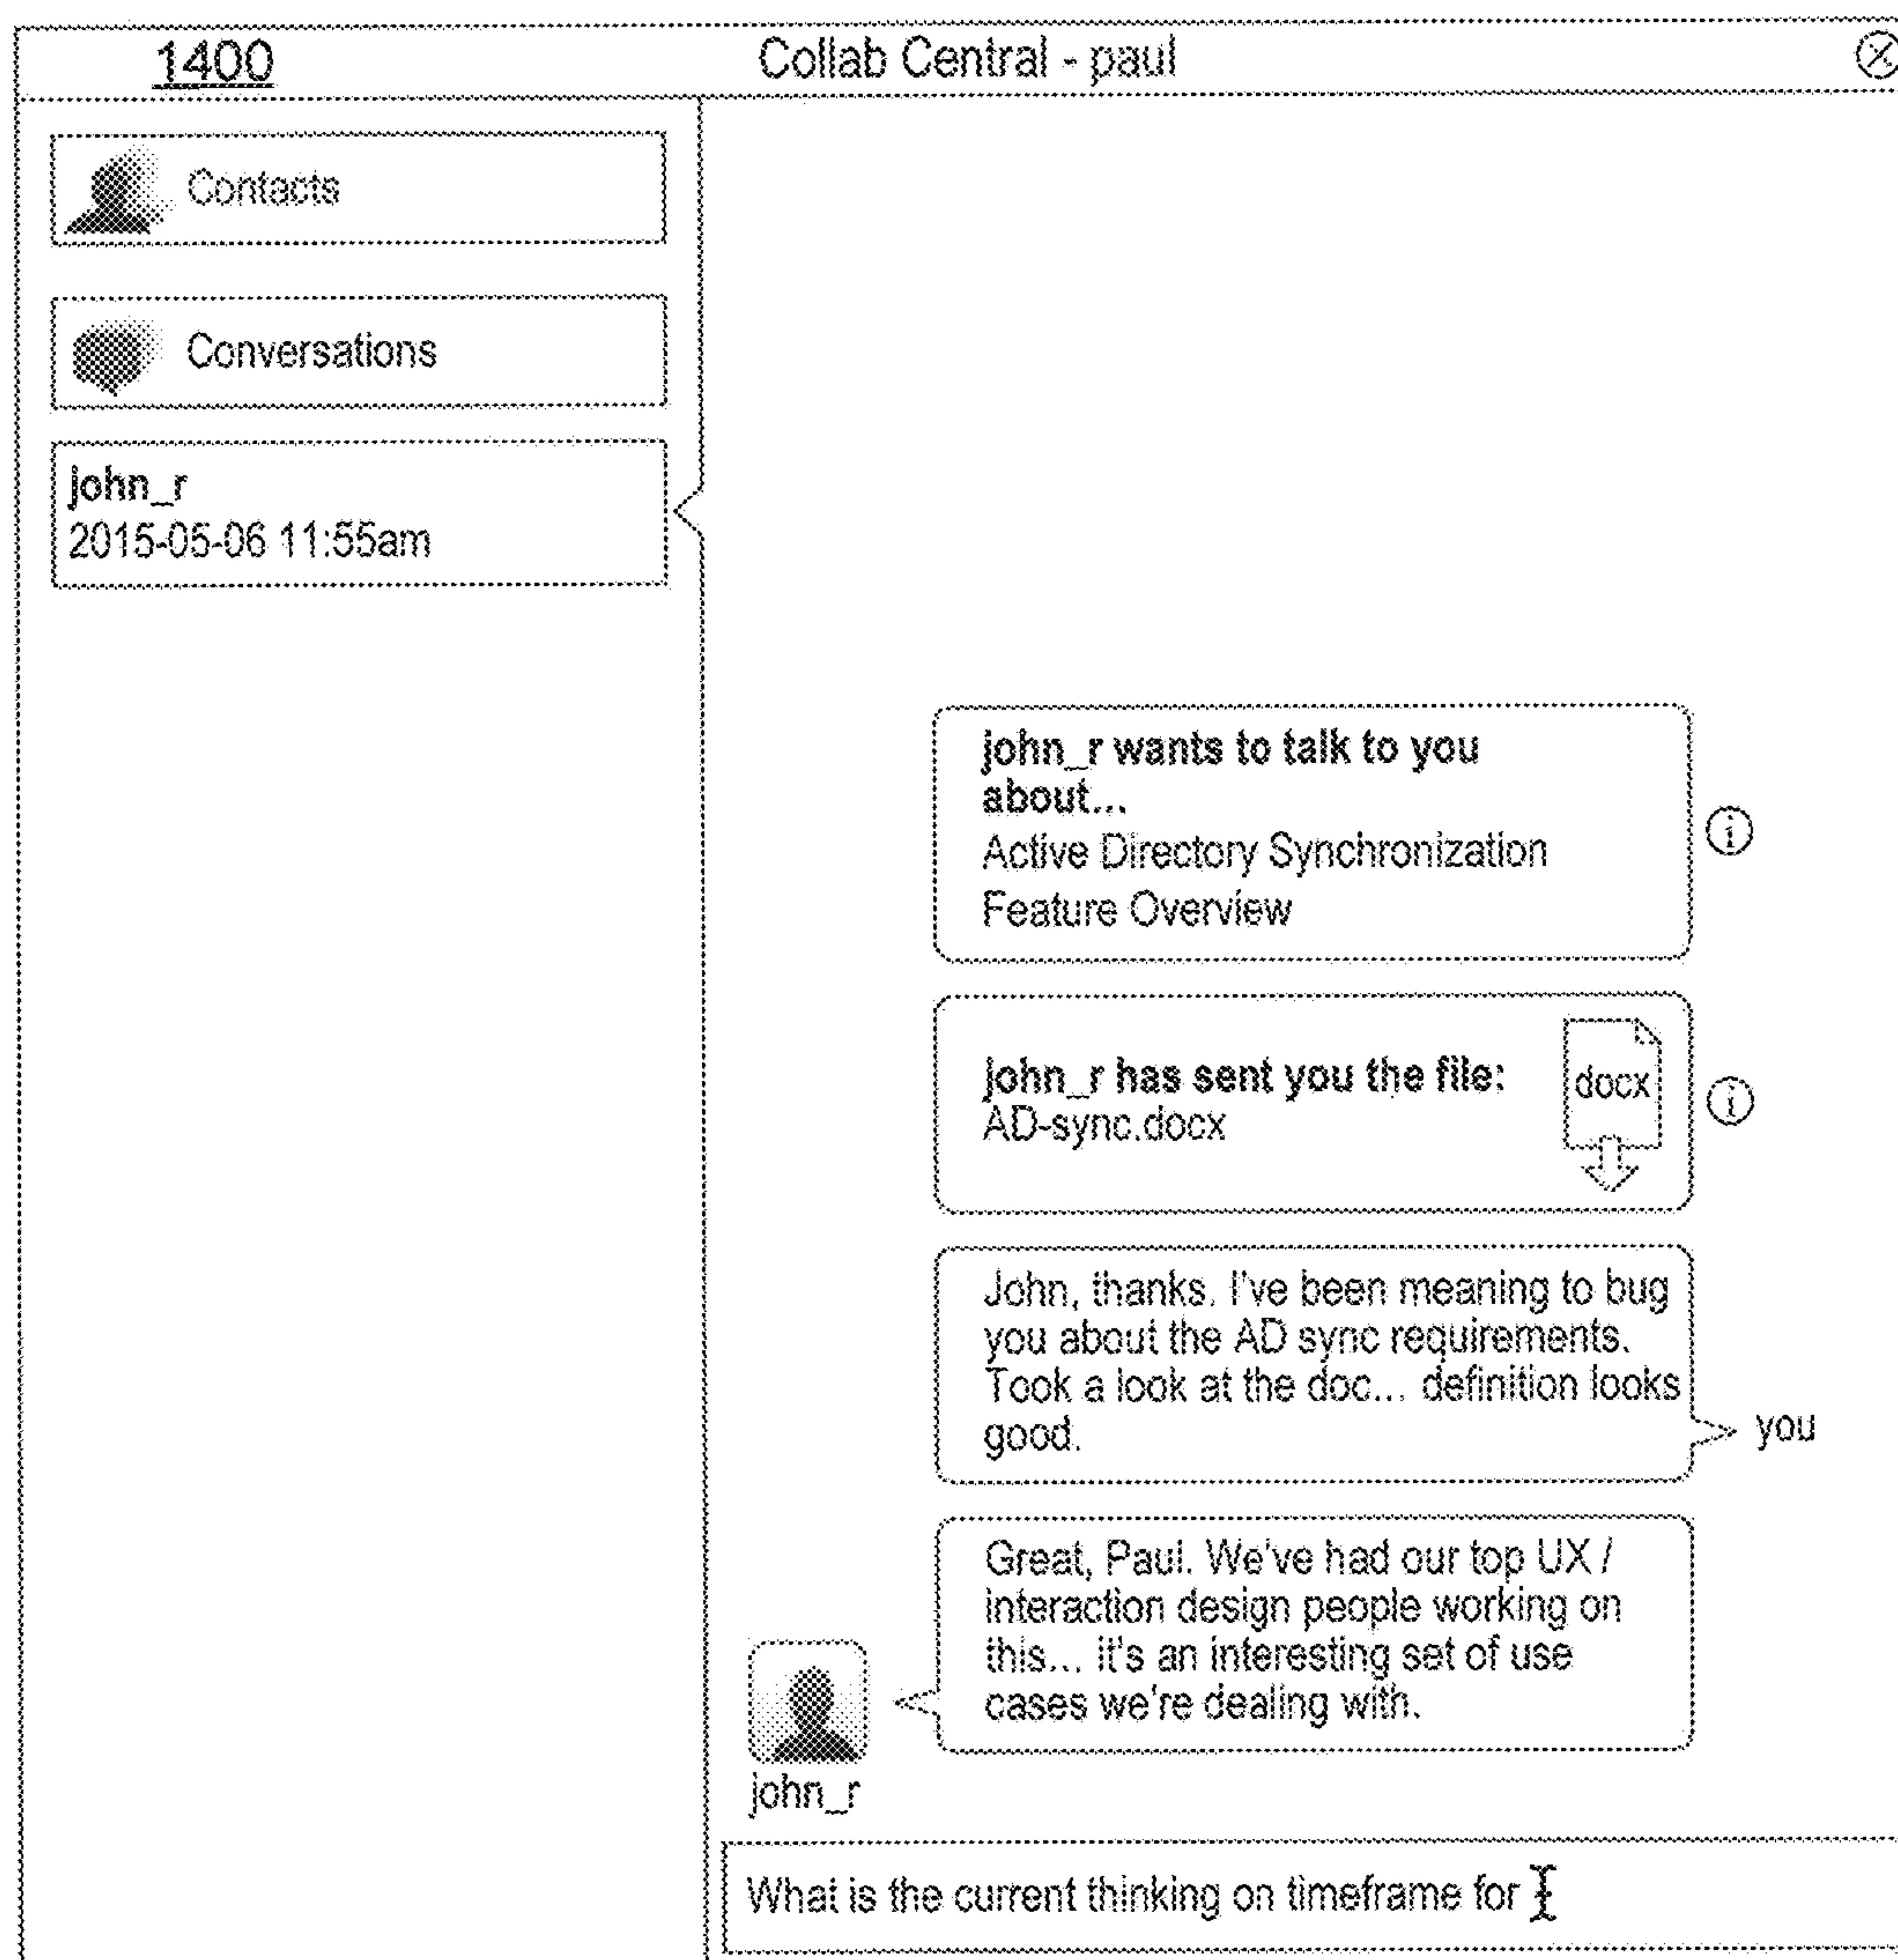 1400
Collab Central - paul
Contacts
Conversations
john_r
2015-05-06 11:55am
john_r wants to talk to you
about...
Active Directory Synchronization
Feature Overview
john_r has sent you the file:
AD-sync.docx
docx
John, thanks. I've been meaning to bug
you about the AD sync requirements.
Took a look at the doc... definition looks
good.
you
Great, Paul. We've had our top UX /
interaction design people working on
this... it's an interesting set of use
cases we're dealing with.
john_r
What is the current thinking on timeframe for